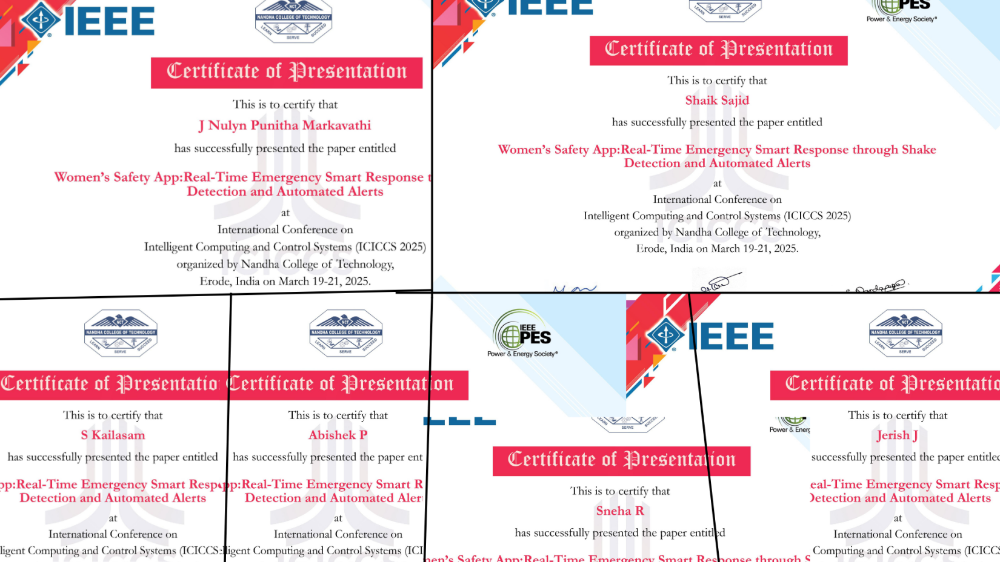 IEEE
NCT
NANDHA COLLEGE OF TECHNOLOGY
LEARN
SERVE
SUCCEED
Certificate of Presentation
This is to certify that
J Nulyn Punitha Markavathi
has successfully presented the paper entitled
Women's Safety App:Real-Time Emergency Smart Response t
Detection and Automated Alerts
at
International Conference on
Intelligent Computing and Control Systems (ICICCS 2025)
organized by Nandha College of Technology,
Erode, India on March 19-21, 2025.
ICICCS
IEEE
LEARN
SERVE
SUCCEED
PES
Power & Energy Society®
Certificate of Presentation
This is to certify that
Shaik Sajid
has successfully presented the paper entitled
Women's Safety App:Real-Time Emergency Smart Response through Shake
Detection and Automated Alerts
at
International Conference on
Intelligent Computing and Control Systems (ICICCS 2025)
organized by Nandha College of Technology,
Erode, India on March 19-21, 2025.
ICICCS
NCT
NANDHA COLLEGE OF TECHNOLOGY
LEARN
SERVE
SUCCEED
Certificate of Presentatio
This is to certify that
S Kailasam
has successfully presented the paper entitled
pp:Real-Time Emergency Smart Resp
Detection and Automated Alerts
at
International Conference on
ligent Computing and Control Systems (ICICCS
NCT
NANDHA COLLEGE OF TECHNOLOGY
LEARN
SERVE
SUCCEED
Certificate of Presentation
This is to certify that
Abishek P
has successfully presented the paper ent
pp:Real-Time Emergency Smart R
Detection and Automated Aler
at
International Conference on
ligent Computing and Control Systems (ICI
IEEE
PES
Power & Energy Society®
IEEE
SERVE
Certificate of Presentation
This is to certify that
Sneha R
has successfully presented the paper entitled
men's Safety App:Real-Time Emergency Smart Response through S
NCT
NANDHA COLLEGE OF TECHNOLOGY
LEARN
SERVE
SUCCEED
Power & Energ
Certificate of Presentatio
This is to certify that
Jerish J
successfully presented the paper entitled
eal-Time Emergency Smart Resp
Detection and Automated Alerts
at
International Conference on
Computing and Control Systems (ICICCS